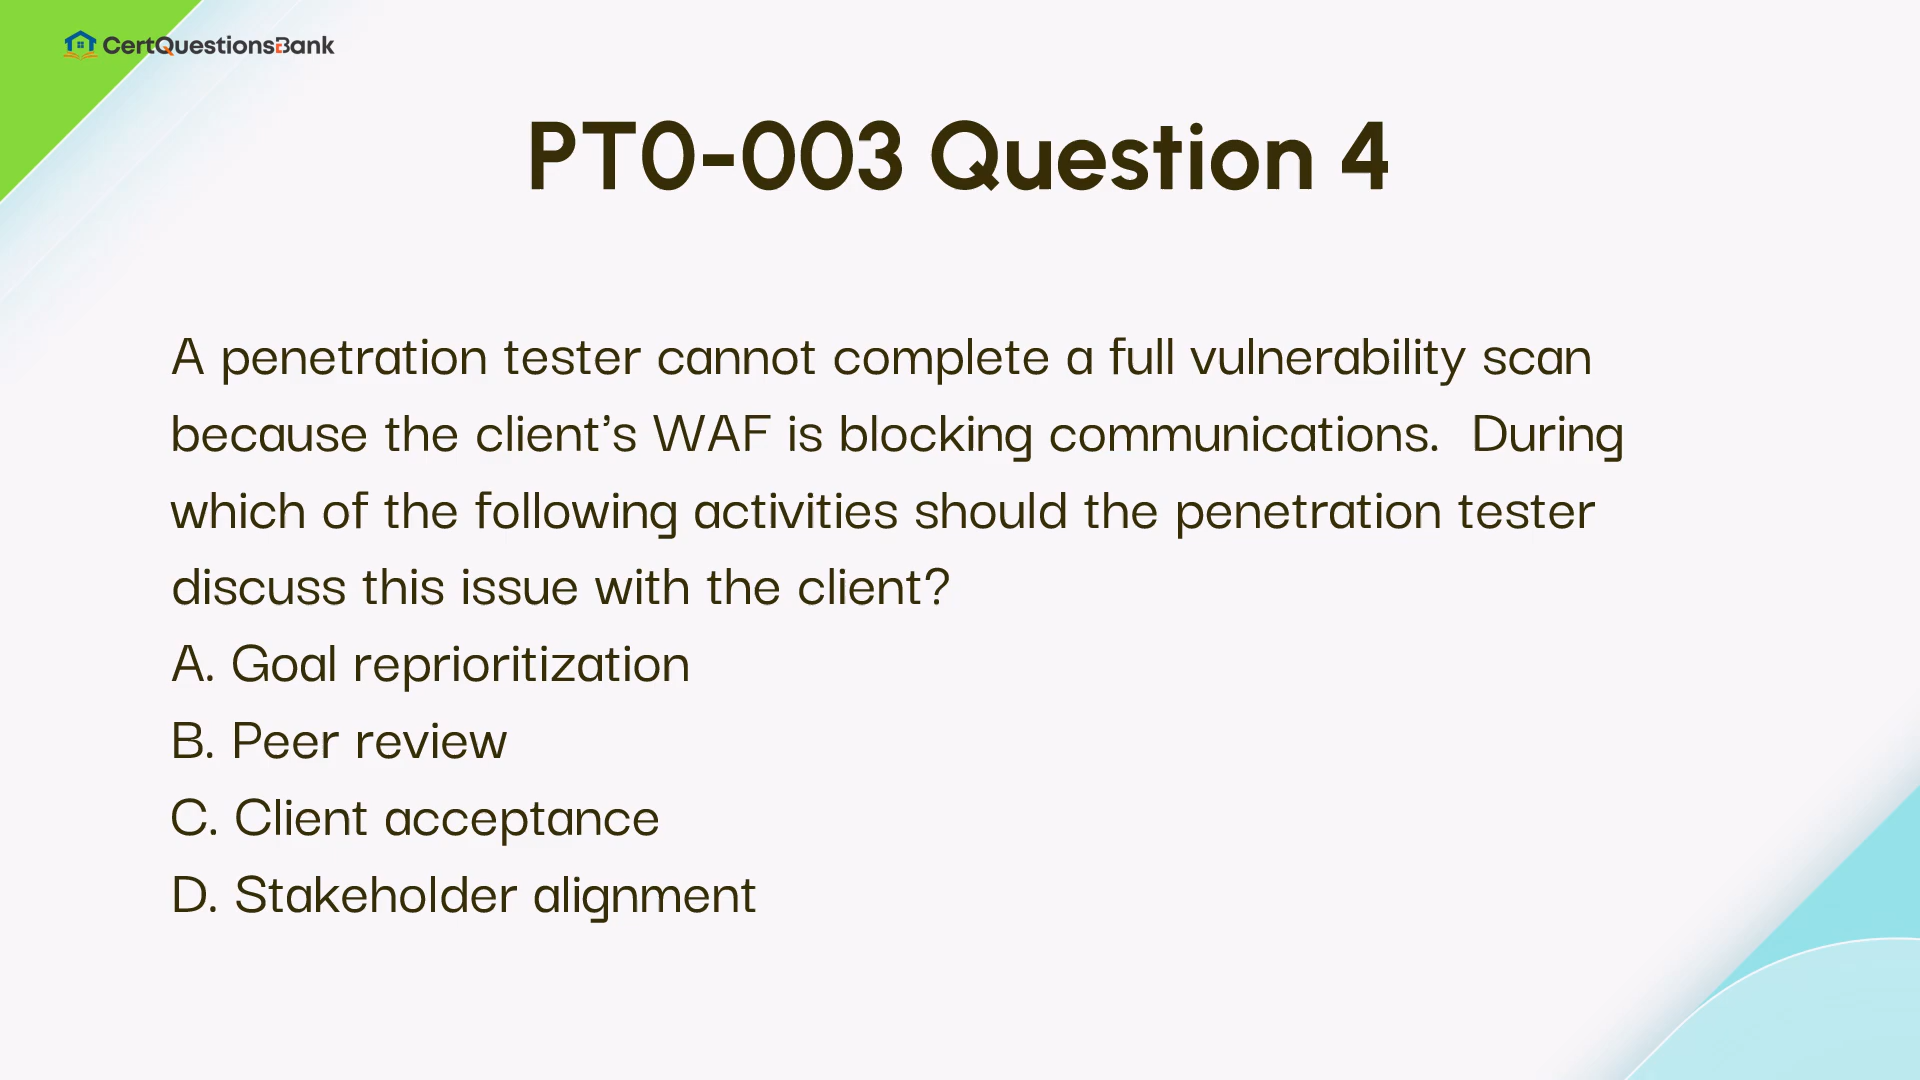 CertQuestionsBank
PT0-003 Question 4
A penetration tester cannot complete a full vulnerability scan
because the client’s WAF is blocking communications.  During
which of the following activities should the penetration tester
discuss this issue with the client?
A. Goal reprioritization
B. Peer review
C. Client acceptance
D. Stakeholder alignment